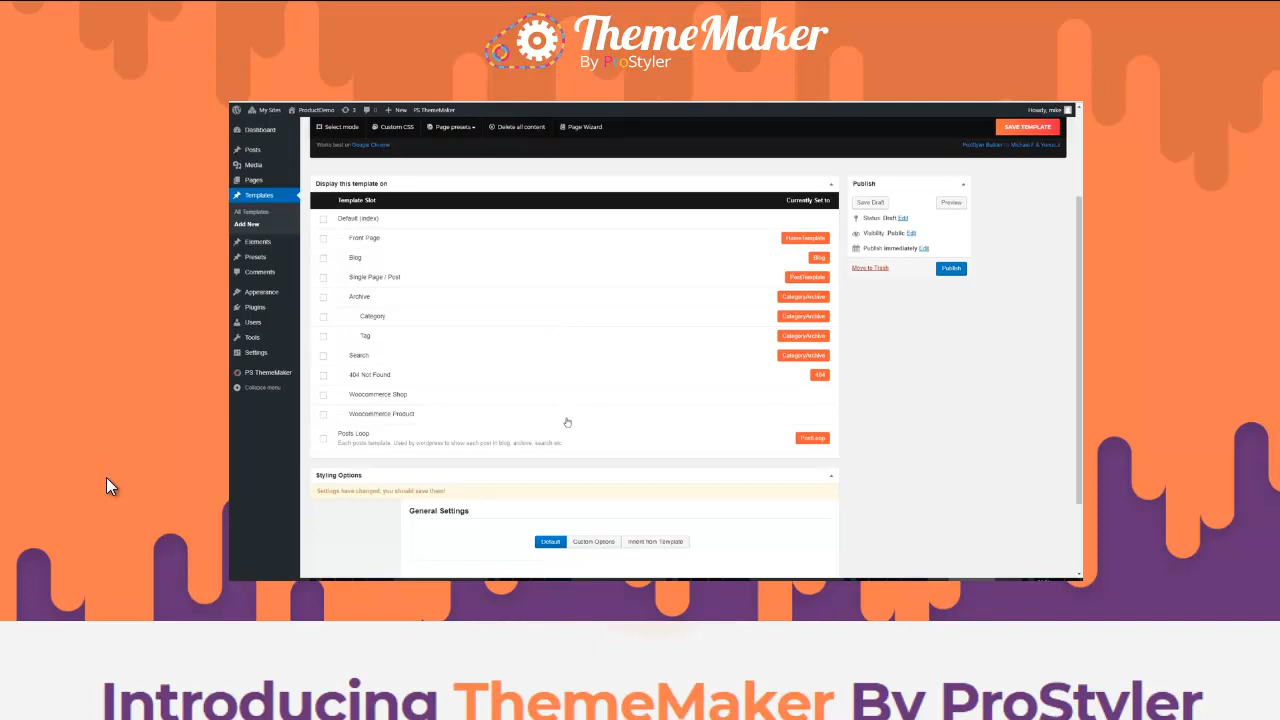 ThemeMaker
By ProStyler
My Sites ProductDemo 3 0 New PS ThemeMaker Howdy, mike
Select mode Custom CSS Page presets Delete all content Page Wizard SAVE TEMPLATE
Works best on Google Chrome
Dashboard
Posts
Media
Pages
Templates
All Templates
Add New
Elements
Presets
Comments
Appearance
Plugins
Users
Tools
Settings
PS ThemeMaker
Collapse menu
Display this template on
Template Slot Currently Set to
Default (index)
Front Page HomeTemplate
Blog Blog
Single Page / Post PostTemplate
Archive CategoryArchive
Category CategoryArchive
Tag CategoryArchive
Search CategoryArchive
404 Not Found 404
Woocommerce Shop
Woocommerce Product
Posts Loop PostLoop
Each posts template. Used by wordpress to show each post in blog, archive, search etc
Styling Options
Settings have changed, you should save them!
General Settings
Default Custom Options Inherit from Template
Publish
Save Draft Preview
Status: Draft Edit
Visibility: Public Edit
Publish immediately Edit
Move to Trash Publish
Introducing ThemeMaker By ProStyler